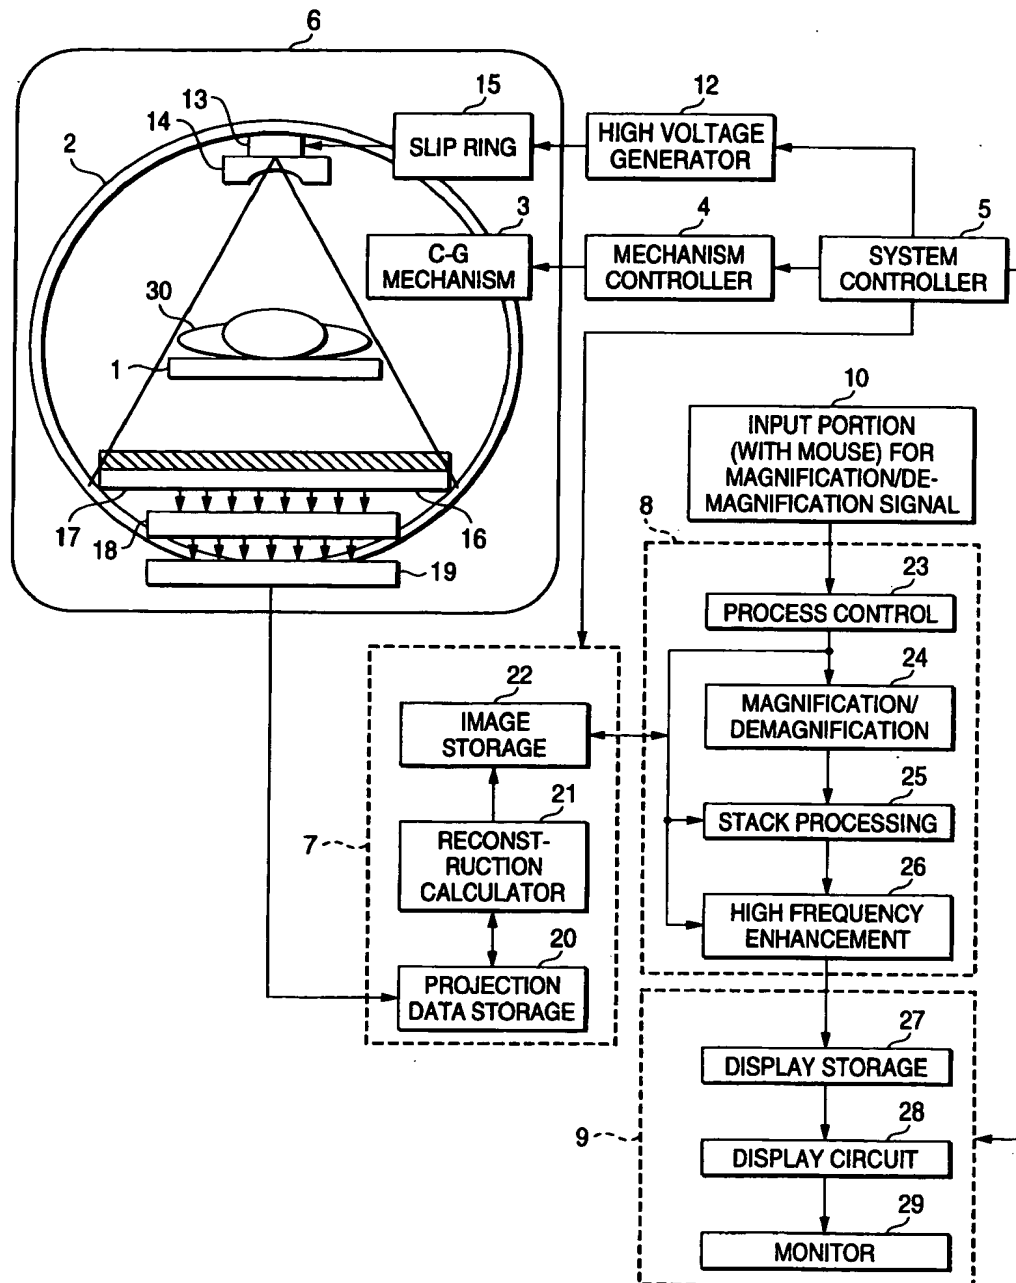 6
13
14
2
15
SLIP RING
12
HIGH VOLTAGE
GENERATOR
3
C-G
MECHANISM
4
MECHANISM
CONTROLLER
5
SYSTEM
CONTROLLER
30
1
17
18
16
19
10
INPUT PORTION
(WITH MOUSE) FOR
MAGNIFICATION/DE-
MAGNIFICATION SIGNAL
8
23
PROCESS CONTROL
24
MAGNIFICATION/
DEMAGNIFICATION
25
STACK PROCESSING
26
HIGH FREQUENCY
ENHANCEMENT
22
IMAGE
STORAGE
7
21
RECONST-
RUCTION
CALCULATOR
20
PROJECTION
DATA STORAGE
9
27
DISPLAY STORAGE
28
DISPLAY CIRCUIT
29
MONITOR